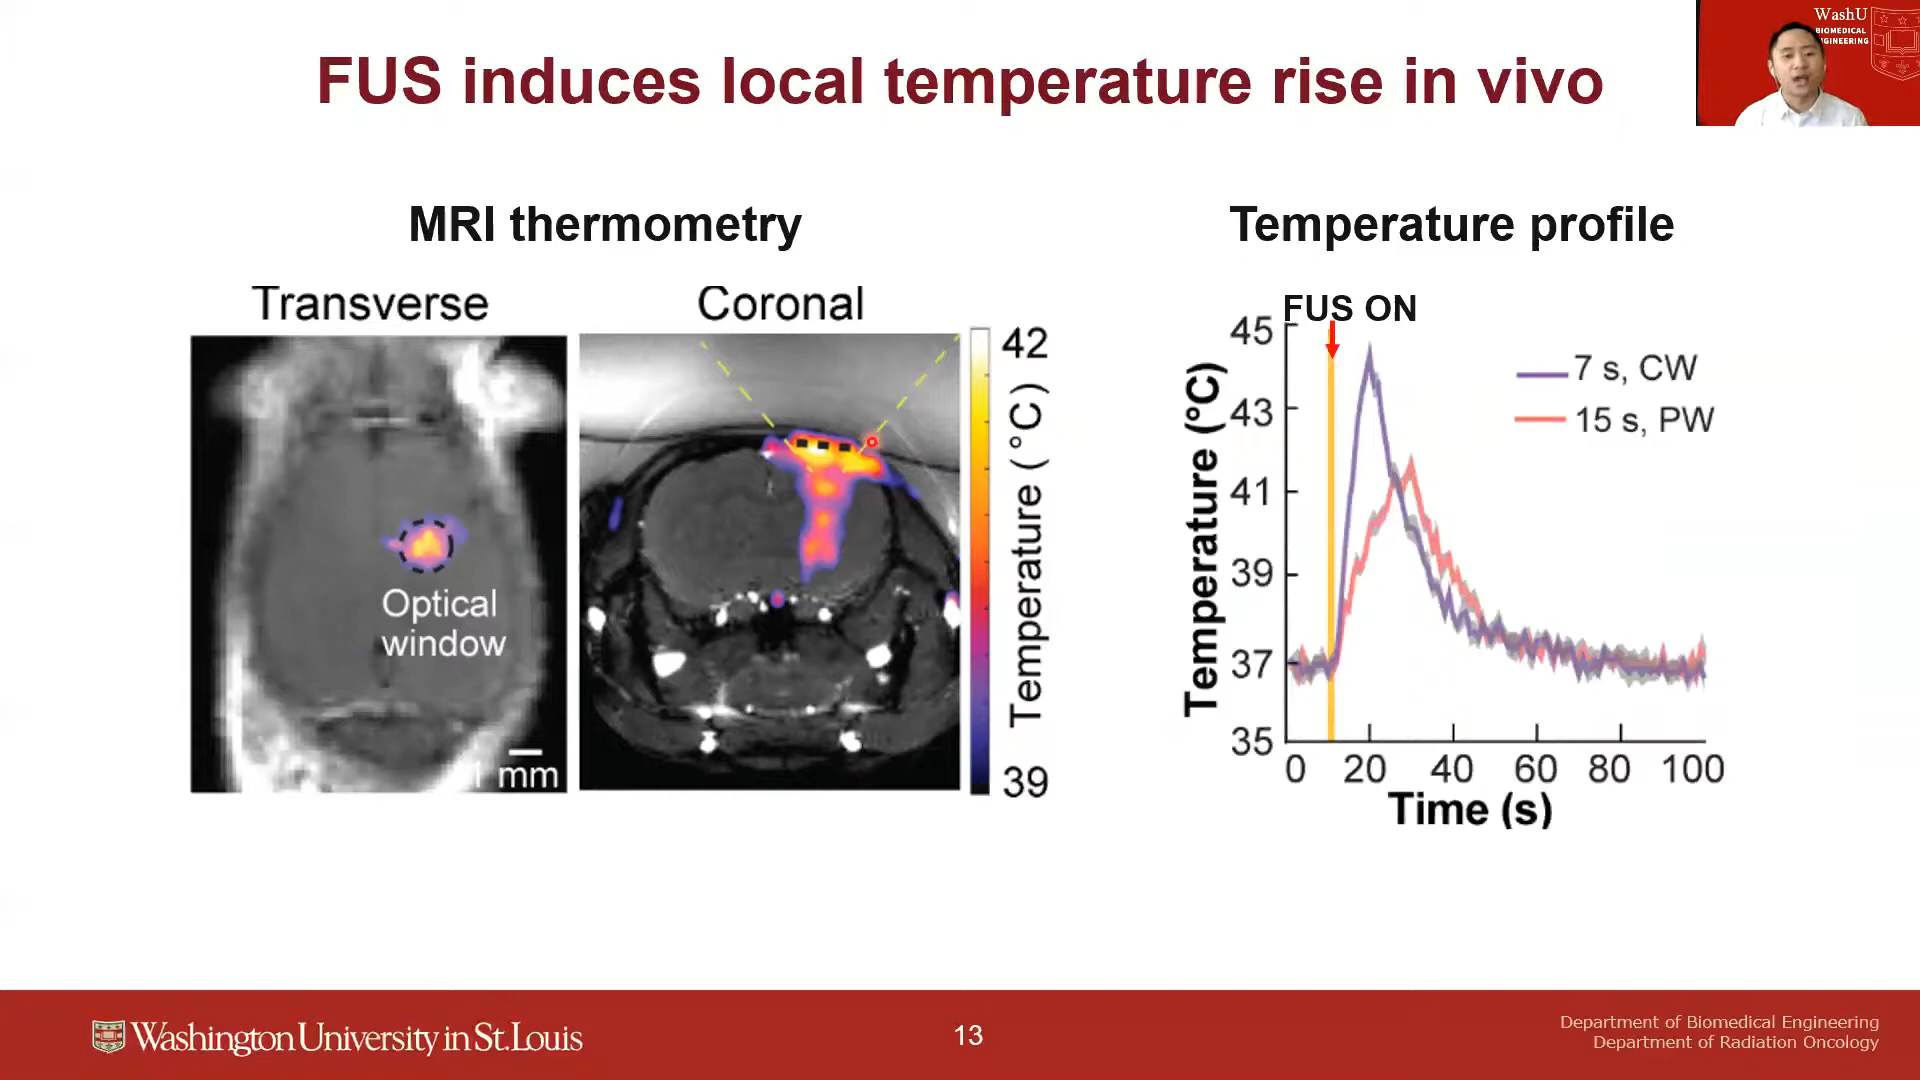 FUS induces local temperature rise in vivo
WashU
BIOMEDICAL
ENGINEERING
MRI thermometry
Temperature profile
Transverse
Coronal
Optical
window
1 mm
42
Temperature (°C)
39
FUS ON
45
43
41
39
37
35
Temperature (°C)
7 s, CW
15 s, PW
0 20 40 60 80 100
Time (s)
Washington University in St. Louis
13
Department of Biomedical Engineering
Department of Radiation Oncology